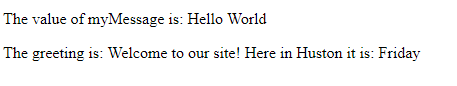 The value of myMessage is: Hello World
The greeting is: Welcome to our site! Here in Huston it is: Friday